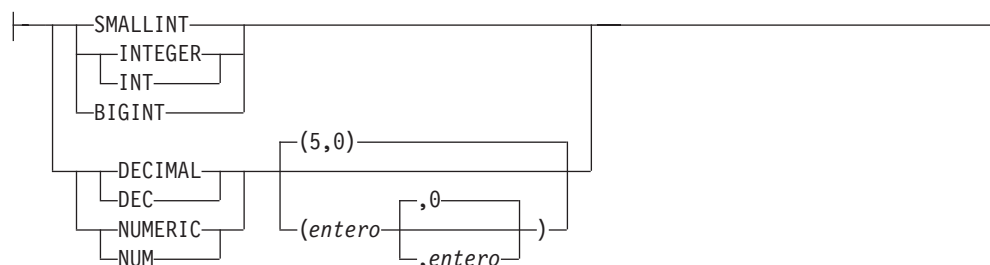 SMALLINT
INTEGER
INT
BIGINT
(5,0)
DECIMAL
DEC
,0
NUMERIC
(entero )
NUM
,entero